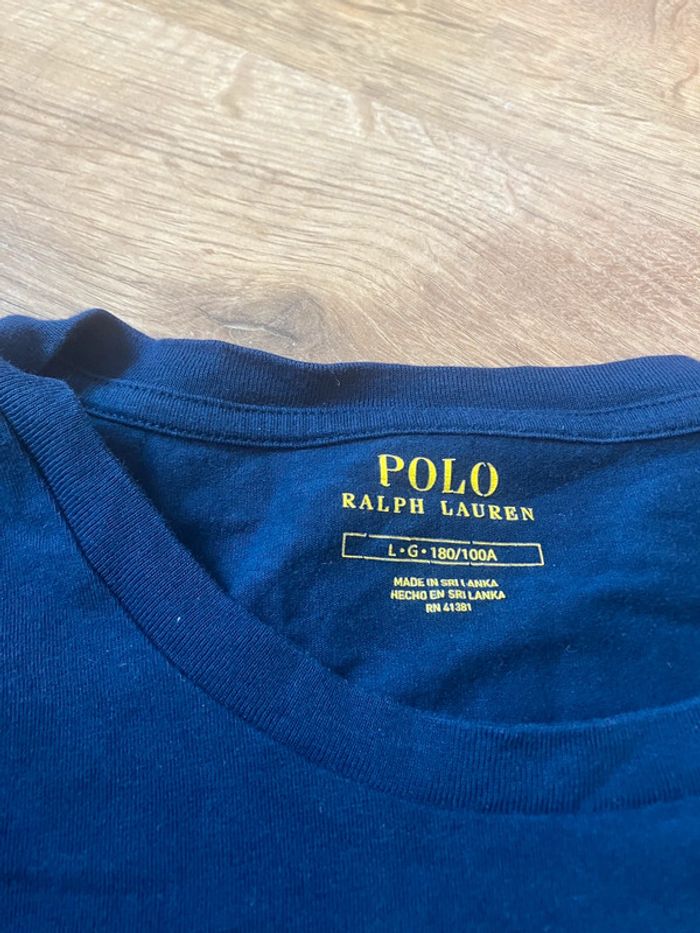 POLO
RALPH LAUREN
L•G•180/100A
MADE IN SRI LANKA
HECHO EN SRI LANKA
RN 41381